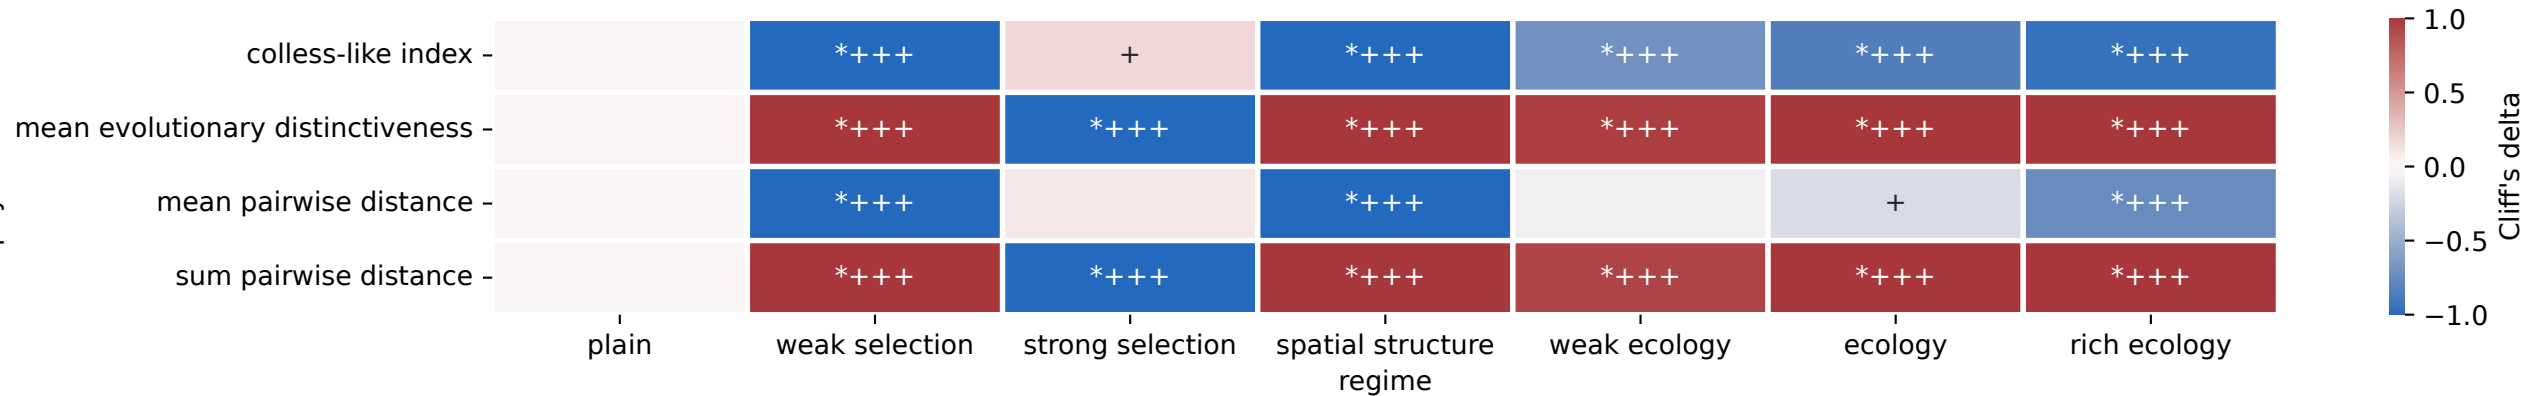 colless-like index *+++ + *+++ *+++ *+++ *+++
mean evolutionary distinctiveness *+++ *+++ *+++ *+++ *+++ *+++
mean pairwise distance *+++ *+++ + *+++
sum pairwise distance *+++ *+++ *+++ *+++ *+++ *+++
plain weak selection strong selection spatial structure weak ecology ecology rich ecology
regime
1.0
0.5
0.0
−0.5
−1.0
Cliff's delta